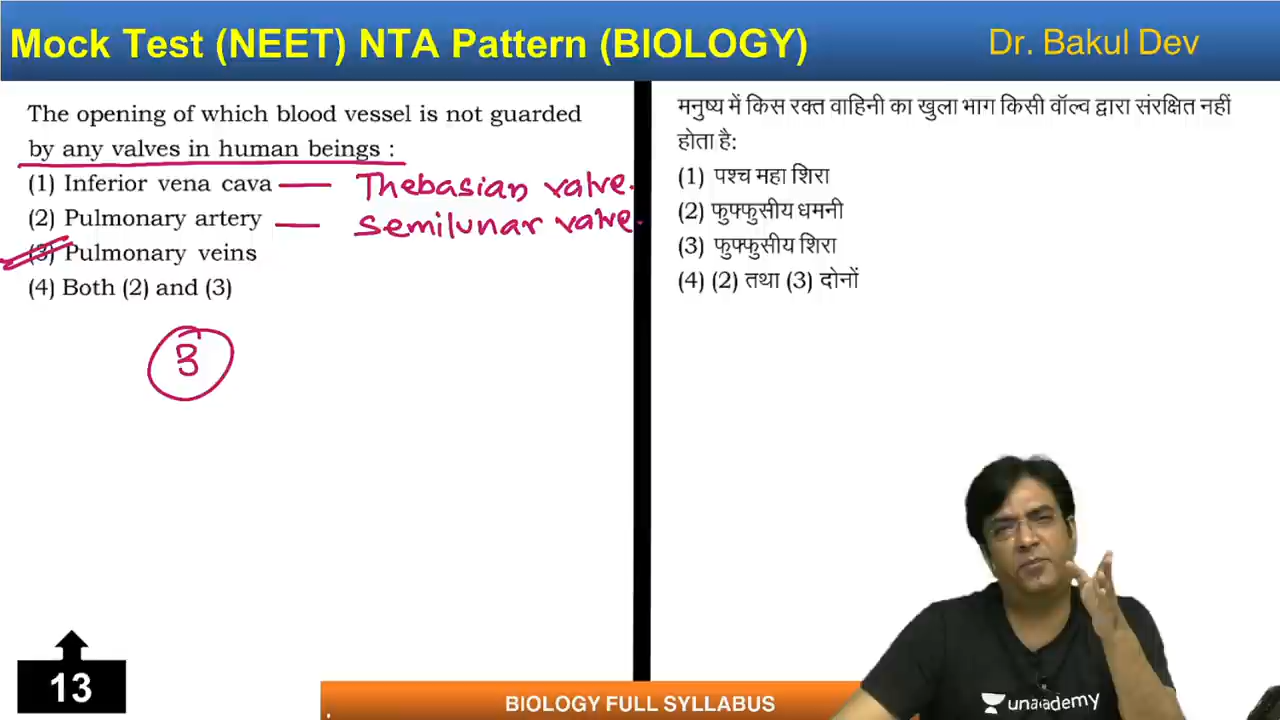 Mock Test (NEET) NTA Pattern (BIOLOGY)
Dr. Bakul Dev
The opening of which blood vessel is not guarded
by any valves in human beings :
(1) Inferior vena cava — Thebasian valve.
(2) Pulmonary artery — Semilunar valve.
(3) Pulmonary veins
(4) Both (2) and (3)
3
मनुष्य में किस रक्त वाहिनी का खुला भाग किसी वॉल्व द्वारा संरक्षित नहीं
होता है:
(1) पश्च महा शिरा
(2) फुफ्फुसीय धमनी
(3) फुफ्फुसीय शिरा
(4) (2) तथा (3) दोनों
13
BIOLOGY FULL SYLLABUS
unacademy